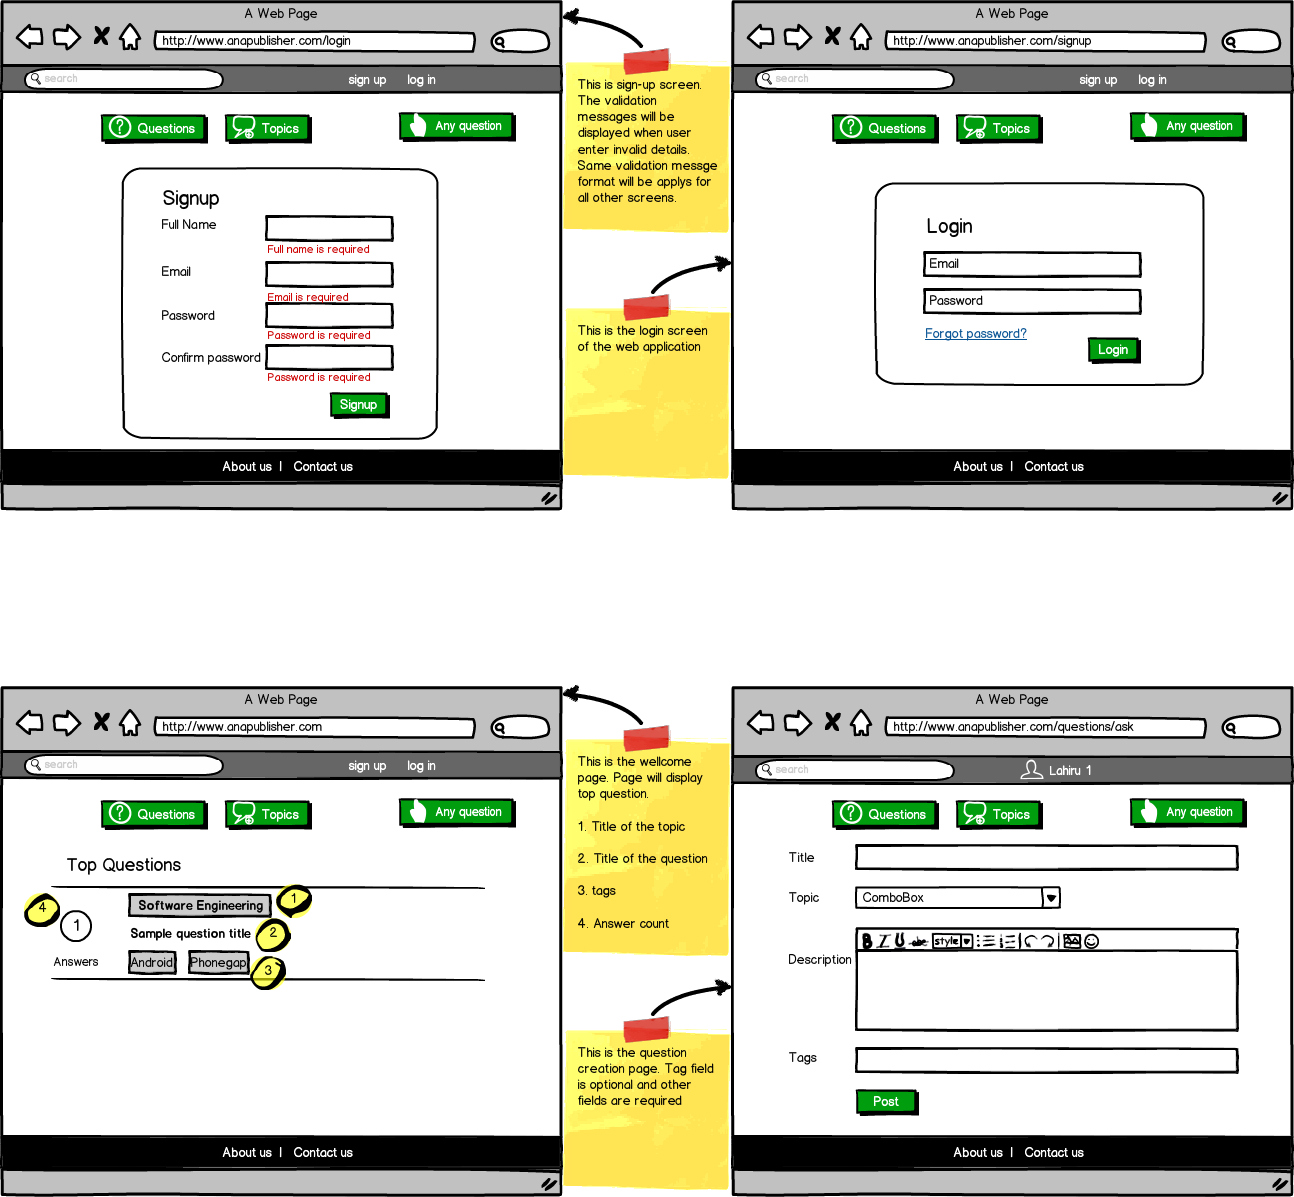 A Web Page
http://www.anapublisher.com/login
search
sign up log in
Questions Topics Any question
Signup
Full Name
Full name is required
Email
Email is required
Password
Password is required
Confirm password
Password is required
Signup
About us | Contact us
This is sign-up screen.
The validation
messages will be
displayed when user
enter invalid details.
Same validation messge
format will be applys for
all other screens.
This is the login screen
of the web application
A Web Page
http://www.anapublisher.com/signup
search
sign up log in
Questions Topics Any question
Login
Email
Password
Forgot password?
Login
About us | Contact us
A Web Page
http://www.anapublisher.com
search
sign up log in
Questions Topics Any question
Top Questions
4
1
Answers
Software Engineering 1
Sample question title 2
Android Phonegap 3
About us | Contact us
This is the wellcome
page. Page will display
top question.
1. Title of the topic
2. Title of the question
3. tags
4. Answer count
This is the question
creation page. Tag field
is optional and other
fields are required
A Web Page
http://www.anapublisher.com/questions/ask
search
Lahiru 1
Questions Topics Any question
Title
Topic
ComboBox
B I U abc style
Description
Tags
Post
About us | Contact us